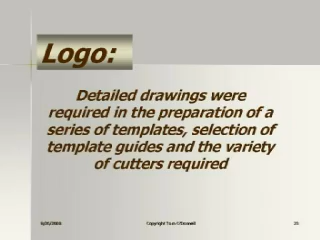 Logo:
Detailed drawings were
required in the preparation of a
series of templates, selection of
template guides and the variety
of cutters required
Copyright Tom O'Donnell
25